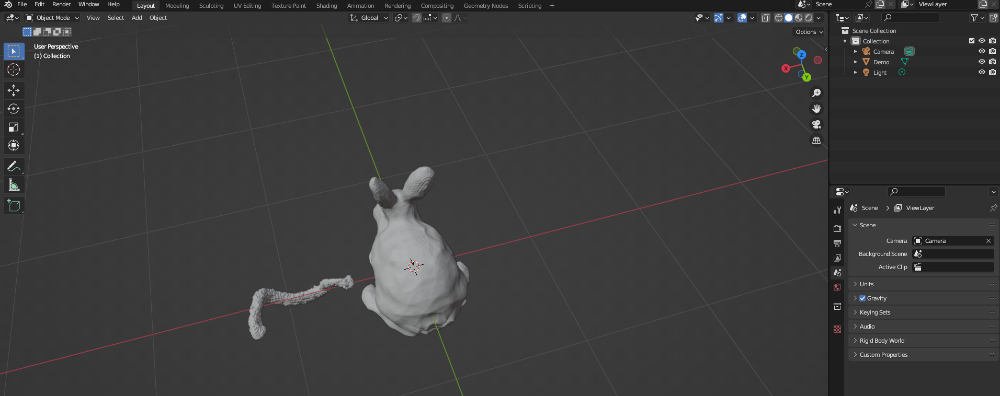 File Edit Render Window Help Layout Modeling Sculpting UV Editing Texture Paint Shading Animation Rendering Compositing Geometry Nodes Scripting + Scene ViewLayer
Object Mode View Select Add Object Global
Options
User Perspective
(1) Collection
Z
X
Y
Scene Collection
Collection
Camera
Demo
Light
Scene > ViewLayer
Scene
Camera Camera
Background Scene
Active Clip
Units
Gravity
Keying Sets
Audio
Rigid Body World
Custom Properties